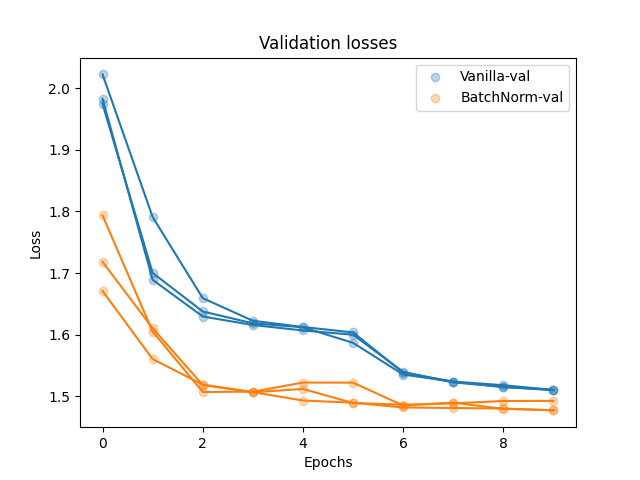 Validation losses
Vanilla-val
BatchNorm-val
2.0
1.9
1.8
1.7
1.6
1.5
Loss
0 2 4 6 8
Epochs